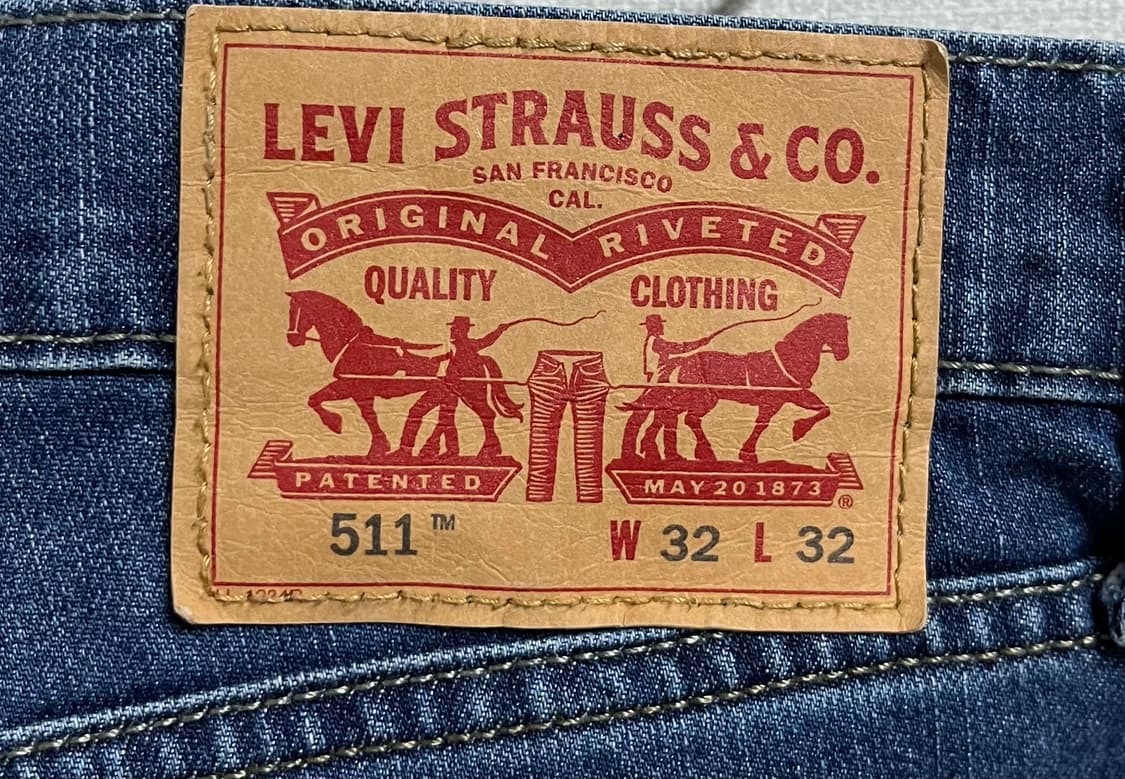 LEVI STRAUSS & CO.
SAN FRANCISCO
CAL.
ORIGINAL RIVETED
QUALITY CLOTHING
PATENTED MAY 20 1873 ®
511™ W 32 L 32